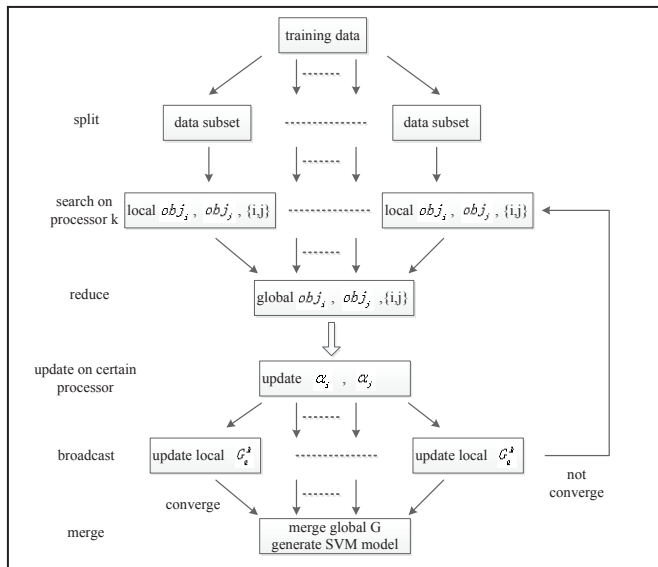 training data
split
data subset
data subset
search on
processor k
local obj_i , obj_j , {i,j}
local obj_i , obj_j , {i,j}
reduce
global obj_i , obj_j ,{i,j}
update on certain
processor
update α_i , α_j
broadcast
update local G_a^k
update local G_a^k
not
converge
converge
merge
merge global G
generate SVM model